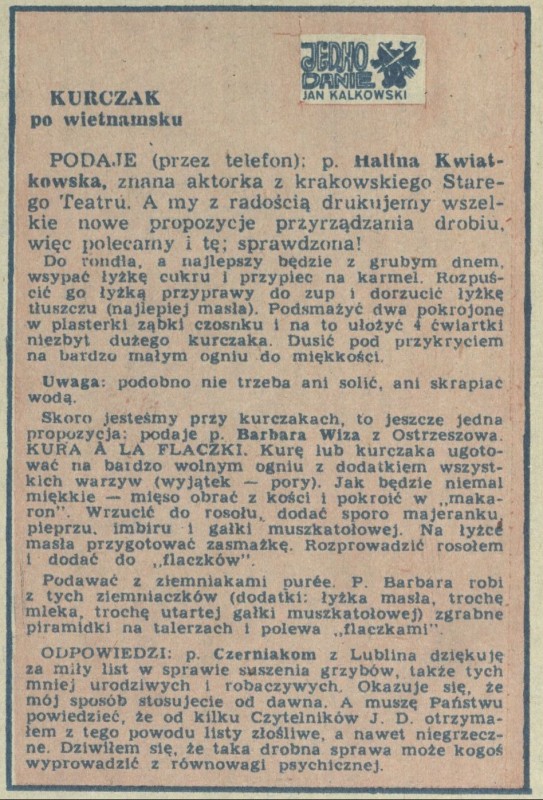 JEDNO
DANIE
JAN KALKOWSKI
KURCZAK
po wietnamsku
PODAJE (przez telefon): p. Halina Kwiat-
kowska, znana aktorka z krakowskiego Stare-
go Teatru. A my z radością drukujemy wszel-
kie nowe propozycje przyrządzania drobiu,
więc polecamy i tę; sprawdzona!
Do rondla, a najlepszy będzie z grubym dnem,
wsypać łyżkę cukru i przypiec na karmel. Rozpuś-
cić go łyżką przyprawy do zup i dorzucić łyżkę
tłuszczu (najlepiej masła). Podsmażyć dwa pokrojone
w plasterki ząbki czosnku i na to ułożyć 4 ćwiartki
niezbyt dużego kurczaka. Dusić pod przykryciem
na bardzo małym ogniu do miękkości.
Uwaga: podobno nie trzeba ani solić, ani skrapiać
wodą.
Skoro jesteśmy przy kurczakach, to jeszcze jedna
propozycja: podaje p. Barbara Wiza z Ostrzeszowa.
KURA À LA FLACZKI. Kurę lub kurczaka ugoto-
wać na bardzo wolnym ogniu z dodatkiem wszyst-
kich warzyw (wyjątek — pory). Jak będzie niemal
miękkie — mięso obrać z kości i pokroić w „maka-
ron”. Wrzucić do rosołu, dodać sporo majeranku,
pieprzu, imbiru i gałki muszkatołowej. Na łyżce
masła przygotować zasmażkę. Rozprowadzić rosołem
i dodać do „flaczków”.
Podawać z ziemniakami purée. P. Barbara robi
z tych ziemniaczków (dodatki: łyżka masła, trochę
mleka, trochę utartej gałki muszkatołowej) zgrabne
piramidki na talerzach i polewa „flaczkami”.
ODPOWIEDZI: p. Czerniakom z Lublina dziękuję
za miły list w sprawie suszenia grzybów, także tych
mniej urodziwych i robaczywych. Okazuje się, że
mój sposób stosujecie od dawna. A muszę Państwu
powiedzieć, że od kilku Czytelników J. D. otrzyma-
łem z tego powodu listy złośliwe, a nawet niegrzecz-
ne. Dziwiłem się, że taka drobna sprawa może kogoś
wyprowadzić z równowagi psychicznej.